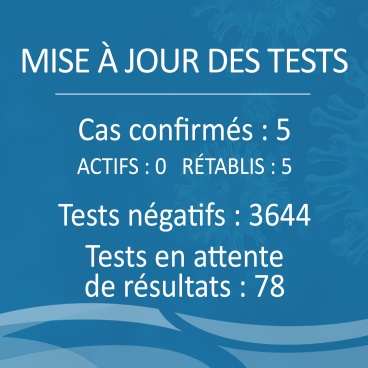 MISE À JOUR DES TESTS
Cas confirmés : 5
ACTIFS : 0 RÉTABLIS : 5
Tests négatifs : 3644
Tests en attente
de résultats : 78